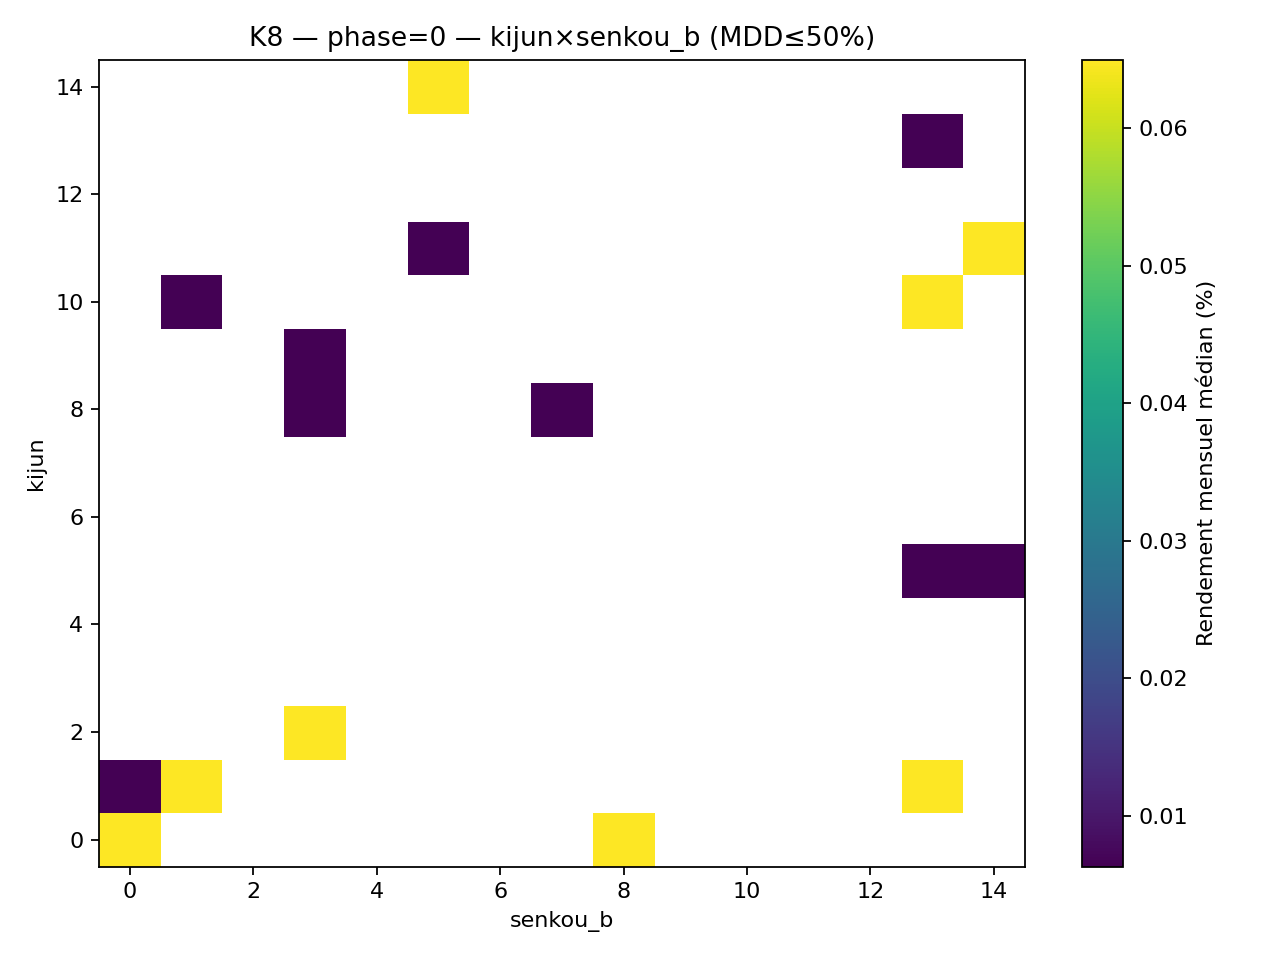 K8 — phase=0 — kijun×senkou_b (MDD≤50%)
14
12
10
8
6
4
2
0
kijun
0 2 4 6 8 10 12 14
senkou_b
0.06
0.05
0.04
0.03
0.02
0.01
Rendement mensuel médian (%)